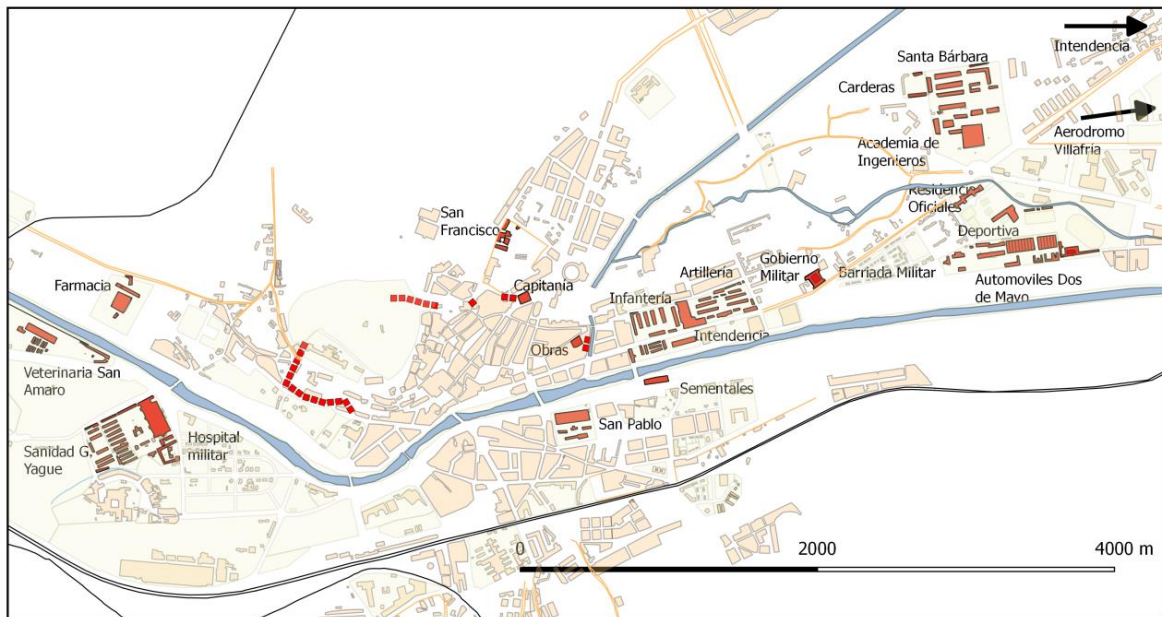 Intendencia
Santa Bárbara
Carderas
Aerodromo
Villafria
Academia de
Ingenieros
Residencia
Oficiales
San
Francisco
Deportiva
Gobierno
Militar
Barriada Militar
Artillería
Automoviles Dos
de Mayo
Farmacia
Capitanía
Infantería
Obras
Intendencia
Veterinaria San
Amaro
Sementales
San Pablo
Sanidad G.
Yague
Hospital
militar
0
2000
4000 m